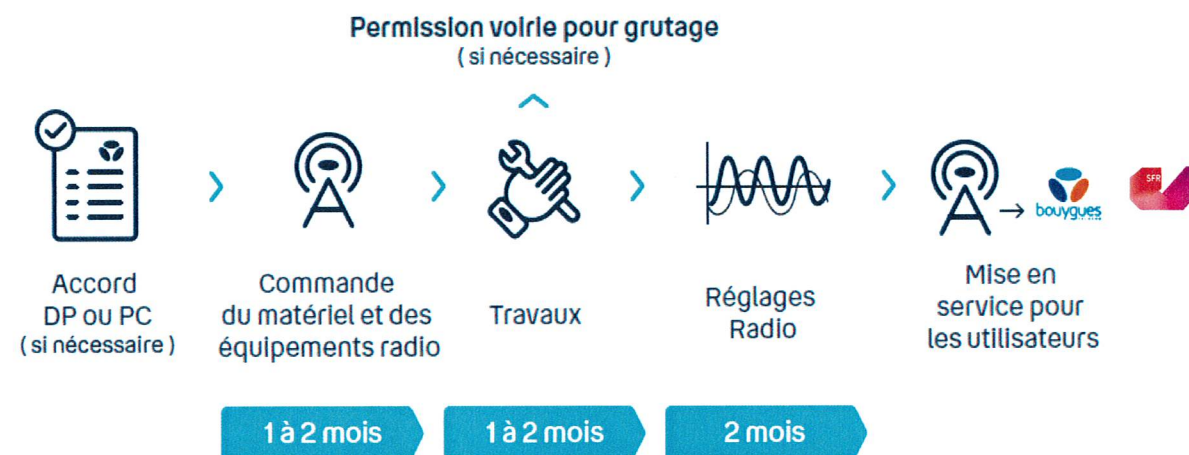 Permission voirie pour grutage
( si nécessaire )
Accord
DP ou PC
( si nécessaire )
Commande
du matériel et des
équipements radio
Travaux
Réglages
Radio
bouygues
SFR
Mise en
service pour
les utilisateurs
1 à 2 mois
1 à 2 mois
2 mois